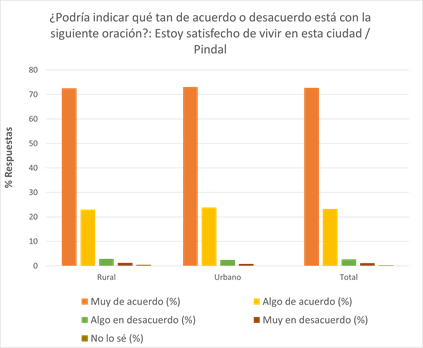 ¿Podría indicar qué tan de acuerdo o desacuerdo está con la
siguiente oración?: Estoy satisfecho de vivir en esta ciudad /
Pindal
% Respuestas
80
70
60
50
40
30
20
10
0
Rural Urbano Total
Muy de acuerdo (%) Algo de acuerdo (%)
Algo en desacuerdo (%) Muy en desacuerdo (%)
No lo sé (%)